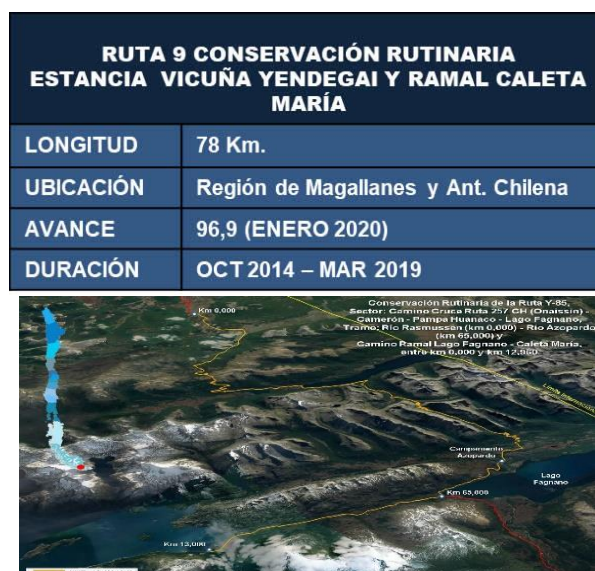 RUTA 9 CONSERVACIÓN RUTINARIA
ESTANCIA VICUÑA YENDEGAI Y RAMAL CALETA
MARÍA
LONGITUD 78 Km.
UBICACIÓN Región de Magallanes y Ant. Chilena
AVANCE 96,9 (ENERO 2020)
DURACIÓN OCT 2014 – MAR 2019
Km 0,000
Conservación Rutinaria de la Ruta Y-85,
Sector: Camino Cruce Ruta 257 CH (Onaissin) -
Camerón - Pampa Huanaco - Lago Fagnano,
Tramo: Río Rasmussen (km 0,000) - Río Azopardo
(km 65,000) y
Camino Ramal Lago Fagnano - Caleta María,
entre km 0,000 y km 12,960
Límite
Campamento
Azopardo
Lago
Fagnano
Km 65,000
Km 13,000